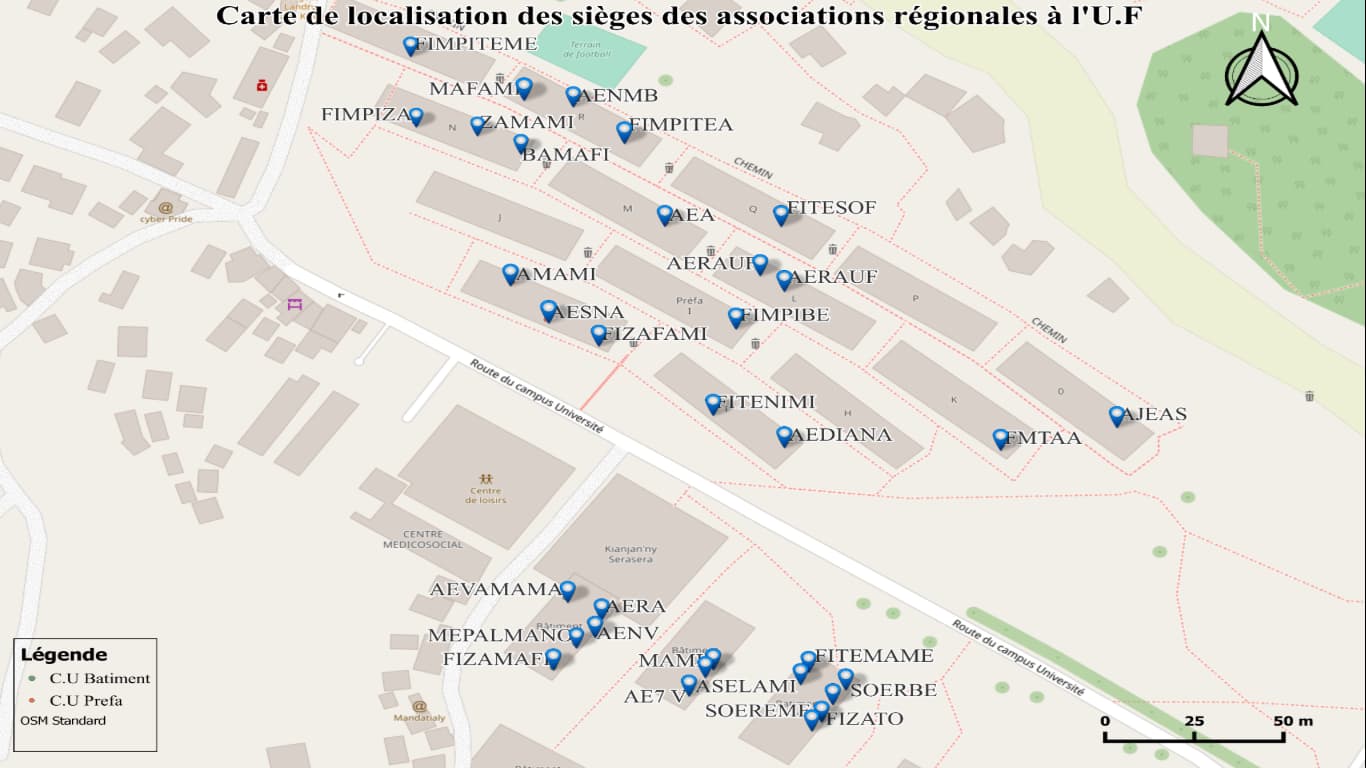 Carte de localisation des sièges des associations régionales à l'U.F
N
Terrain
de football
FIMPITEME
MAFAMI
AENMB
FIMPIZA
N
ZAMAMI
R
FIMPITEA
BAMAFI
CHEMIN
cyber Pride
J
M
AEA
Q
FITESOF
AERAUF
AERAUF
AMAMI
Préfa
I
L
P
AESNA
FIMPIBE
FIZAFAMI
CHEMIN
Route du campus Université
FITENIMI
H
K
O
AJEAS
AEDIANA
FMTAA
Centre
de loisirs
CENTRE
MEDICOSOCIAL
Kianjan'ny
Serasera
AEVAMAMA
AERA
Bâtiment
MEPALMANO
AENV
FIZAMAFI
MAMI
FITEMAME
ASELAMI
AE7 V
SOERBE
SOEREME
FIZATO
Route du campus Université
Mandatialy
Bâtiment
Légende
C.U Batiment
C.U Prefa
OSM Standard
0 25 50 m